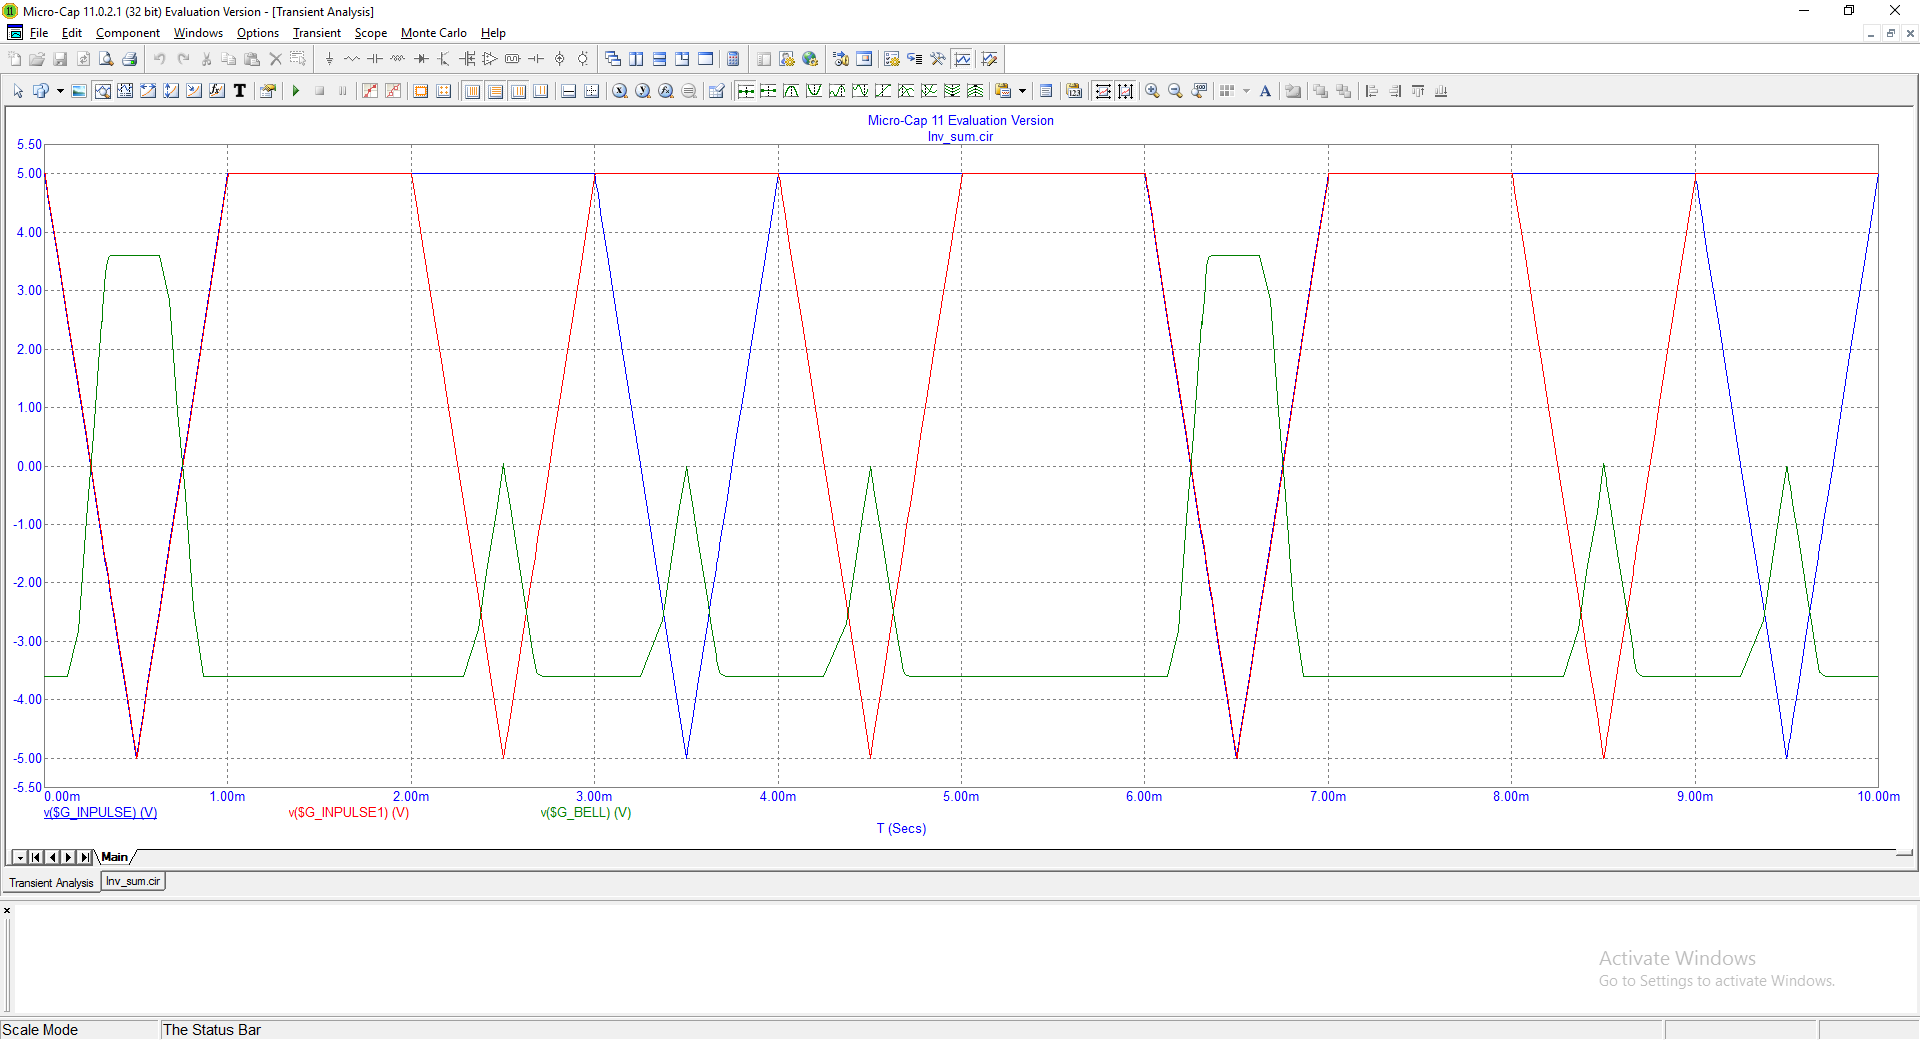 Micro-Cap 11.0.2.1 (32 bit) Evaluation Version - [Transient Analysis]
File Edit Component Windows Options Transient Scope Monte Carlo Help
Micro-Cap 11 Evaluation Version
Inv_sum.cir
5.50
5.00
4.00
3.00
2.00
1.00
0.00
-1.00
-2.00
-3.00
-4.00
-5.00
-5.50
0.00m 1.00m 2.00m 3.00m 4.00m 5.00m 6.00m 7.00m 8.00m 9.00m 10.00m
v($G_INPULSE) (V) v($G_INPULSE1) (V) v($G_BELL) (V)
T (Secs)
Main
Transient Analysis Inv_sum.cir
Activate Windows
Go to Settings to activate Windows.
Scale Mode The Status Bar